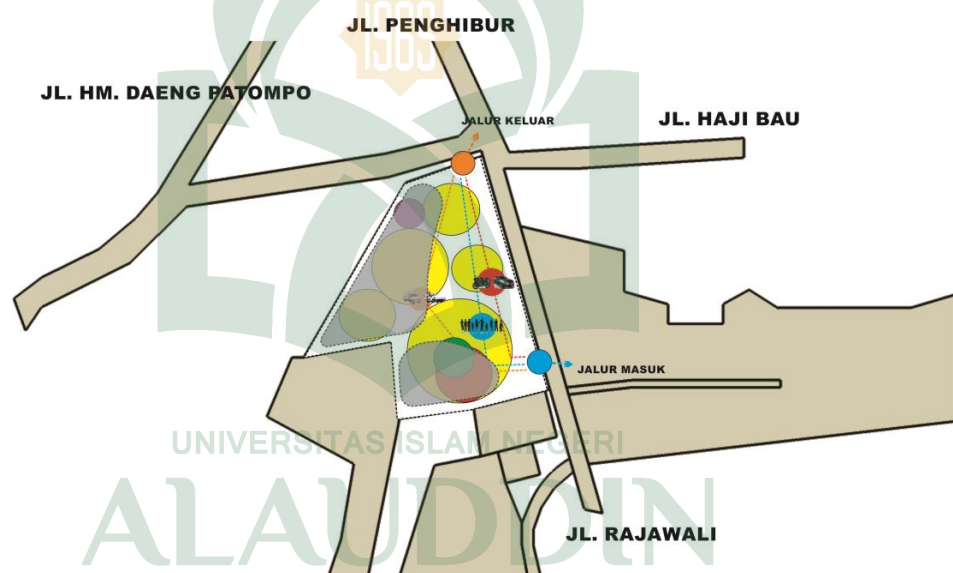 1965
JL. PENGHIBUR
JL. HM. DAENG PATOMPO
JALUR KELUAR
JL. HAJI BAU
JALUR MASUK
UNIVERSITAS ISLAM NEGERI
ALAUDDIN
JL. RAJAWALI